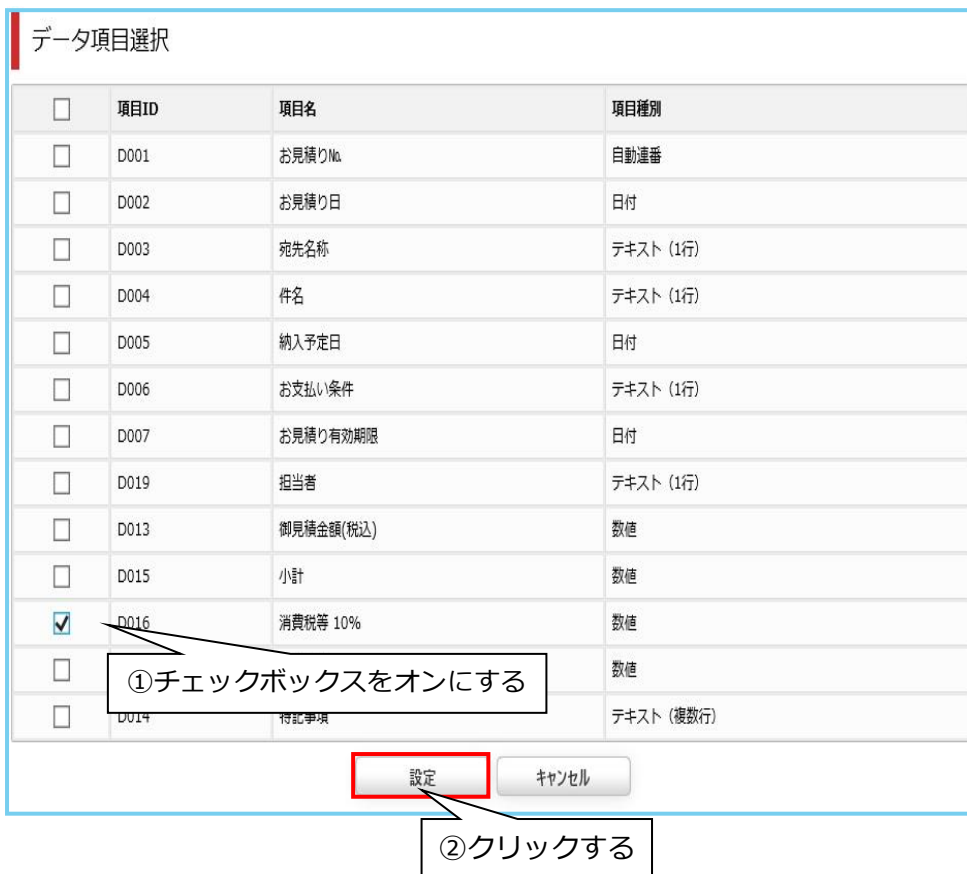 データ項目選択
項目ID 項目名 項目種別
D001 お見積り№ 自動連番
D002 お見積り日 日付
D003 宛先名称 テキスト（1行）
D004 件名 テキスト（1行）
D005 納入予定日 日付
D006 お支払い条件 テキスト（1行）
D007 お見積り有効期限 日付
D019 担当者 テキスト（1行）
D013 御見積金額(税込) 数値
D015 小計 数値
D016 消費税等 10% 数値
①チェックボックスをオンにする 数値
D014 特記事項 テキスト（複数行）
設定 キャンセル
②クリックする